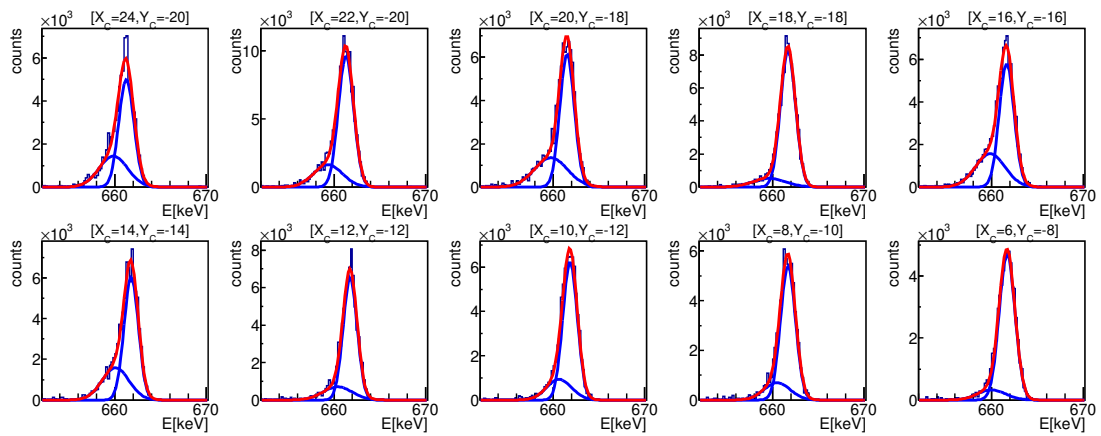 ×10³ [X_C=24,Y_C=-20]
counts
6
4
2
0
660 670
E[keV]
×10³ [X_C=22,Y_C=-20]
counts
10
5
0
660 670
E[keV]
×10³ [X_C=20,Y_C=-18]
counts
6
4
2
0
660 670
E[keV]
×10³ [X_C=18,Y_C=-18]
counts
8
6
4
2
0
660 670
E[keV]
×10³ [X_C=16,Y_C=-16]
counts
6
4
2
0
660 670
E[keV]
×10³ [X_C=14,Y_C=-14]
counts
6
4
2
0
660 670
E[keV]
×10³ [X_C=12,Y_C=-12]
counts
8
6
4
2
0
660 670
E[keV]
×10³ [X_C=10,Y_C=-12]
counts
6
4
2
0
660 670
E[keV]
×10³ [X_C=8,Y_C=-10]
counts
6
4
2
0
660 670
E[keV]
×10³ [X_C=6,Y_C=-8]
counts
4
2
0
660 670
E[keV]